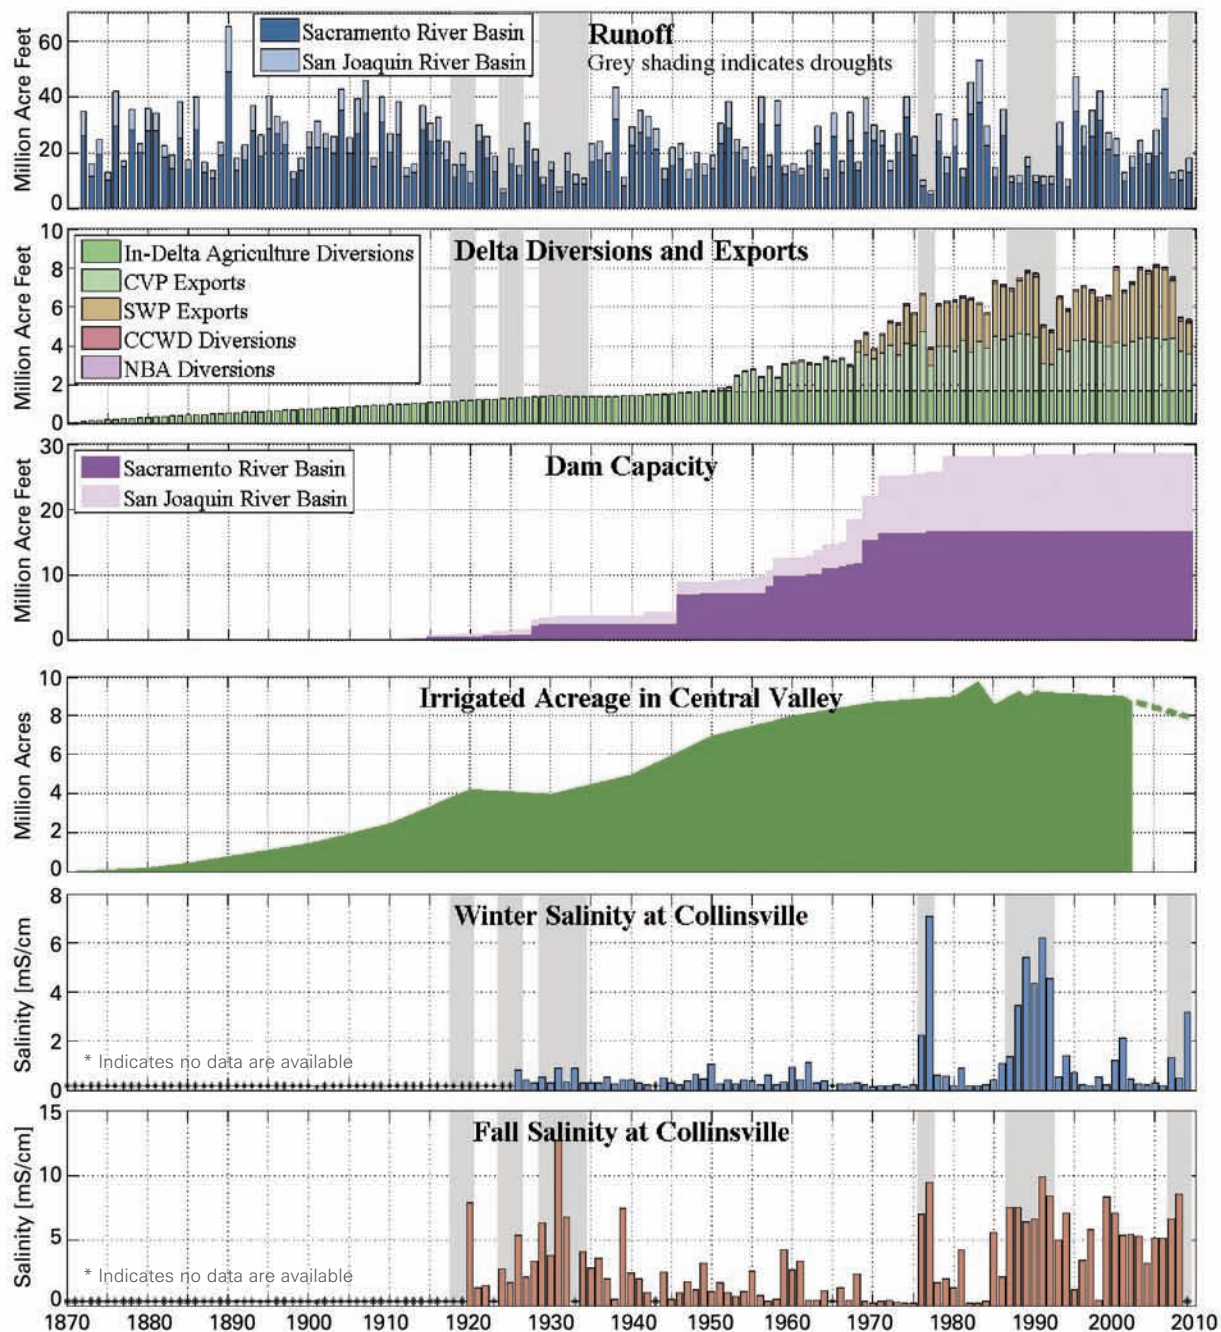 Runoff
Grey shading indicates droughts
Sacramento River Basin
San Joaquin River Basin
Million Acre Feet
60
40
20
0
Delta Diversions and Exports
In-Delta Agriculture Diversions
CVP Exports
SWP Exports
CCWD Diversions
NBA Diversions
Million Acre Feet
10
8
6
4
2
0
Dam Capacity
Sacramento River Basin
San Joaquin River Basin
Million Acre Feet
30
20
10
0
Irrigated Acreage in Central Valley
Million Acres
10
8
6
4
2
0
Winter Salinity at Collinsville
Salinity [mS/cm]
8
6
4
2
0
* Indicates no data are available
Fall Salinity at Collinsville
Salinity [mS/cm]
15
10
5
0
* Indicates no data are available
1870 1880 1890 1900 1910 1920 1930 1940 1950 1960 1970 1980 1990 2000 2010